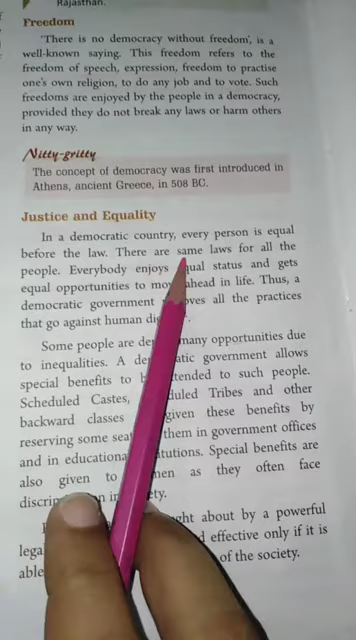 Rajasthan.
Freedom
'There is no democracy without freedom', is a
well-known saying. This freedom refers to the
freedom of speech, expression, freedom to practise
one's own religion, to do any job and to vote. Such
freedoms are enjoyed by the people in a democracy,
provided they do not break any laws or harm others
in any way.
Nitty-gritty
The concept of democracy was first introduced in
Athens, ancient Greece, in 508 BC.
Justice and Equality
In a democratic country, every person is equal
before the law. There are same laws for all the
people. Everybody enjoys qual status and gets
equal opportunities to mov ahead in life. Thus, a
democratic government oves all the practices
that go against human dig
Some people are de many opportunities due
to inequalities. A de atic government allows
special benefits to b tended to such people.
Scheduled Castes, duled Tribes and other
backward classes given these benefits by
reserving some sea them in government offices
and in educationa tutions. Special benefits are
also given to men as they often face
discrim n in ety.
ght about by a powerful
lega d effective only if it is
able of the society.